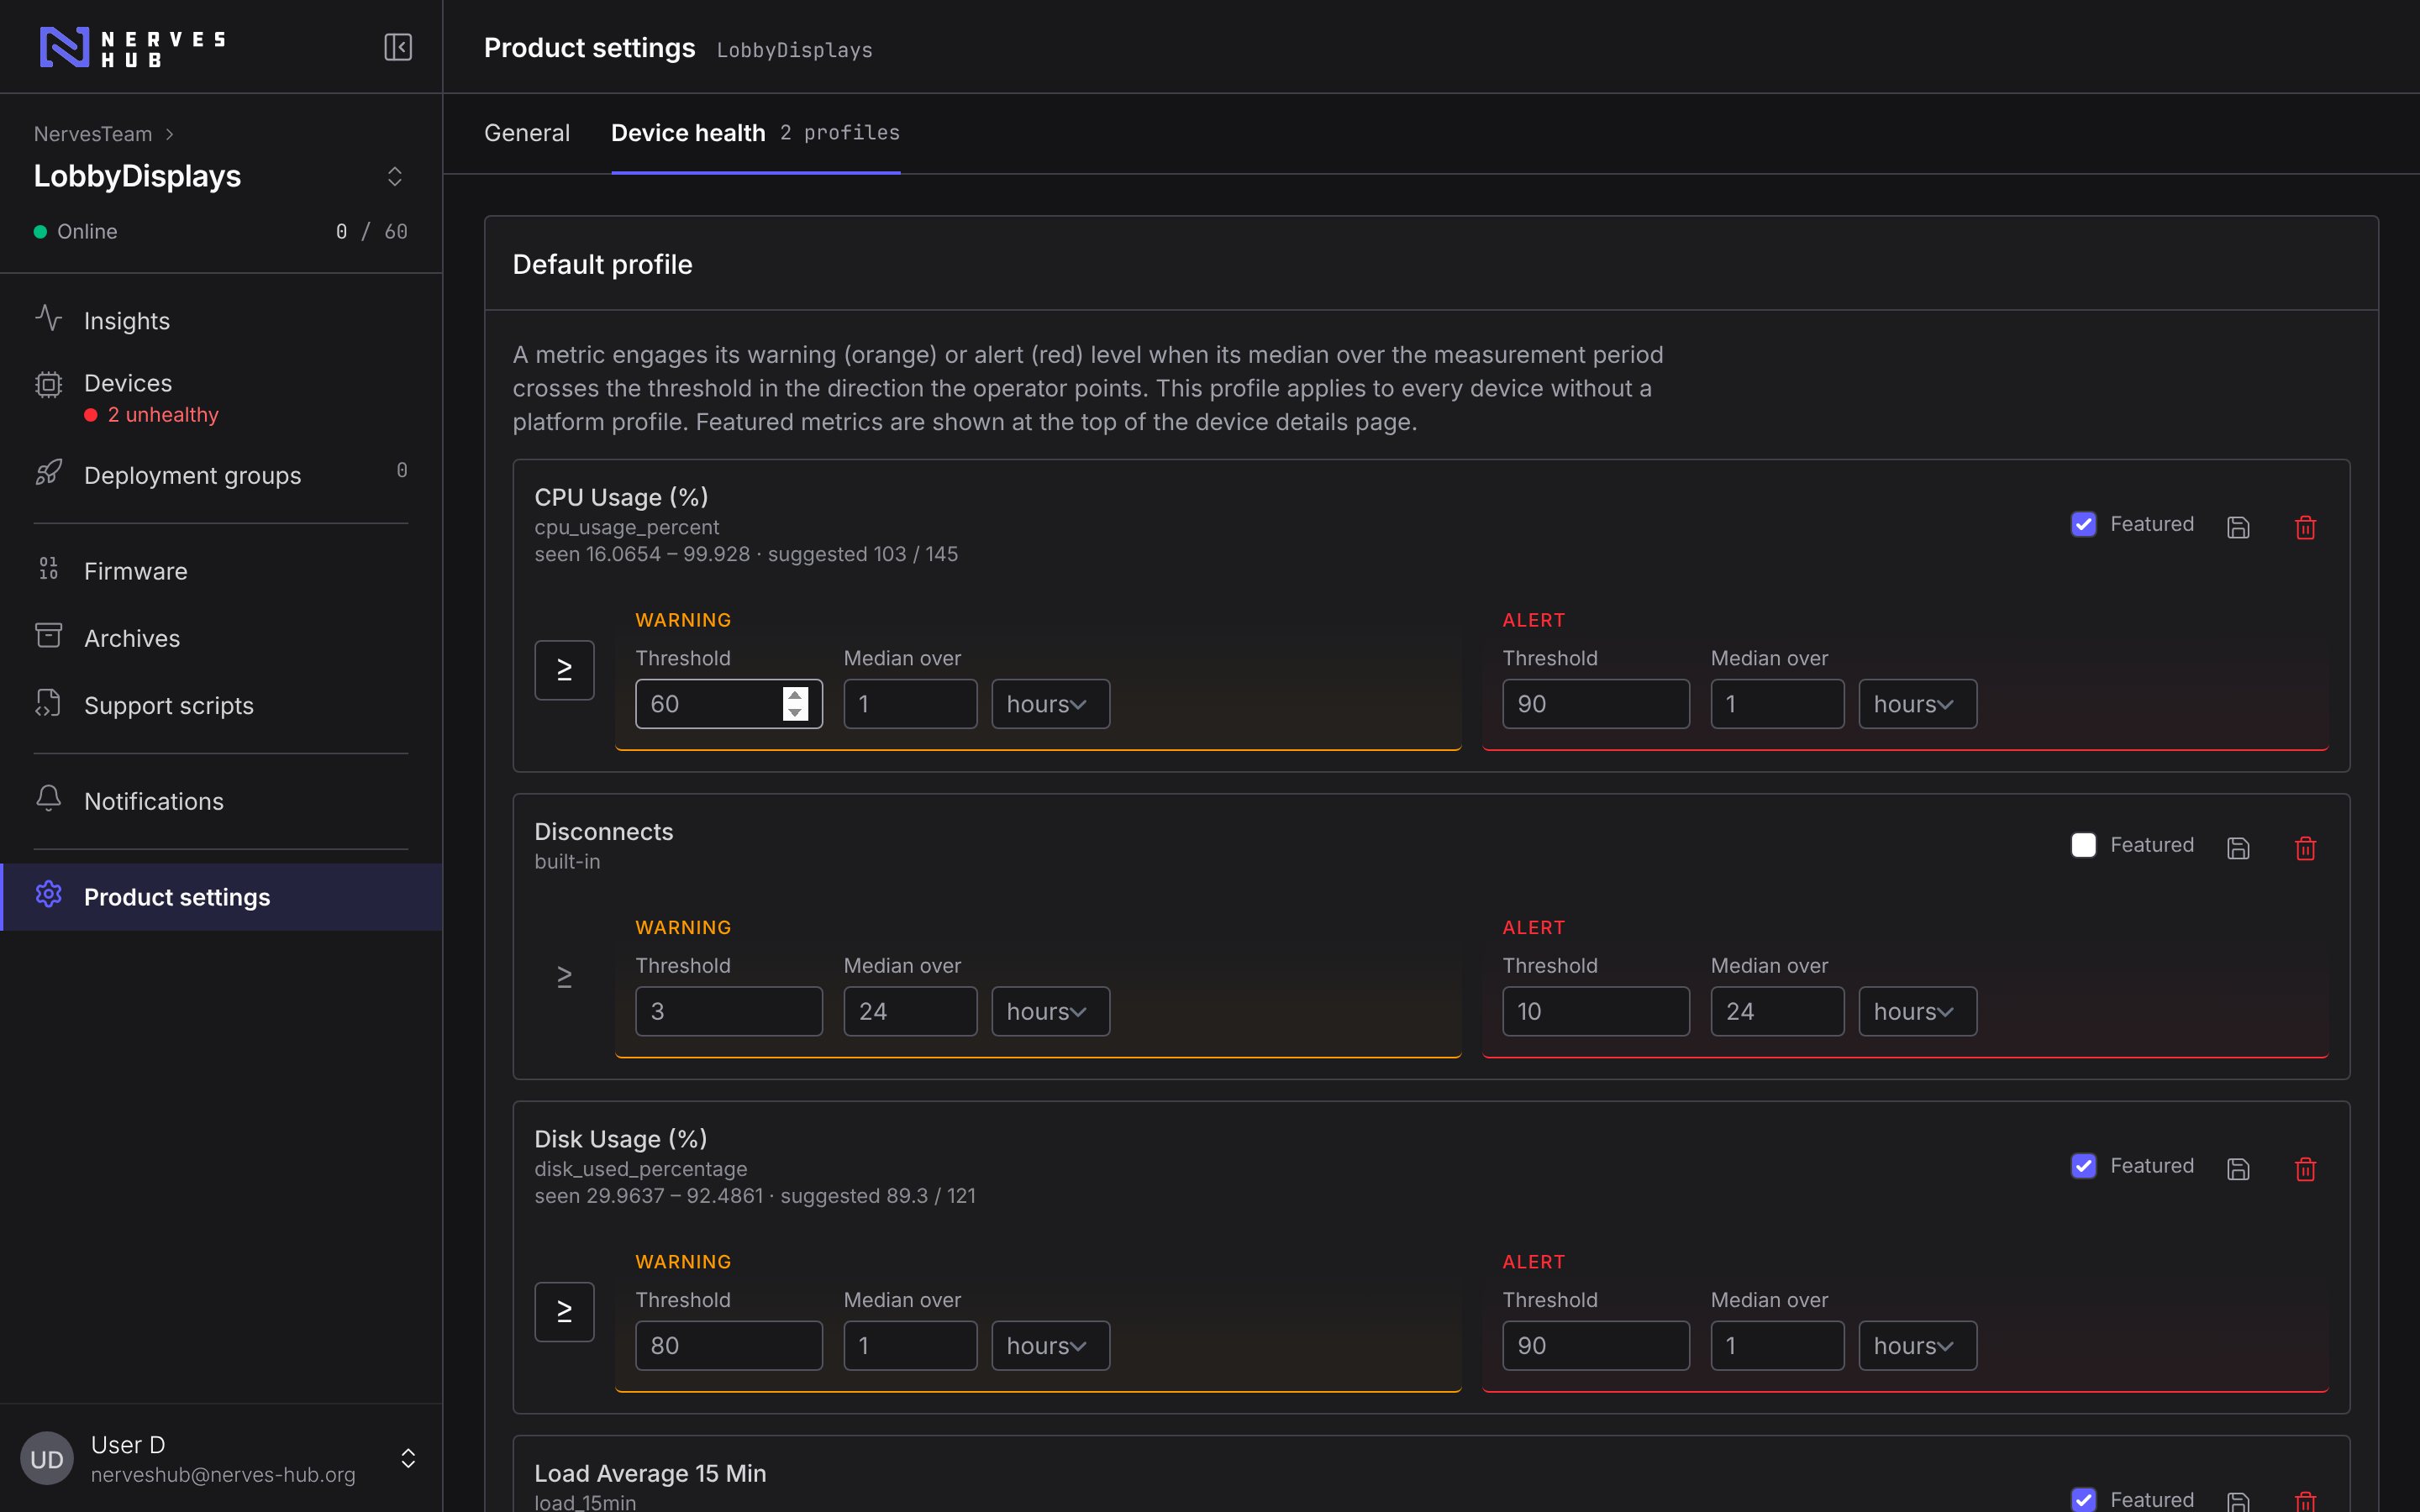 NERVES
HUB
NervesTeam
LobbyDisplays
Online
0 / 60
Insights
Devices
2 unhealthy
Deployment groups
0
01
10
Firmware
Archives
Support scripts
Notifications
Product settings
UD
User D
nerveshub@nerves-hub.org
Product settings LobbyDisplays
General Device health 2 profiles
Default profile
A metric engages its warning (orange) or alert (red) level when its median over the measurement period
crosses the threshold in the direction the operator points. This profile applies to every device without a
platform profile. Featured metrics are shown at the top of the device details page.
CPU Usage (%)
cpu_usage_percent
seen 16.0654 – 99.928 · suggested 103 / 145
Featured
WARNING
ALERT
Threshold Median over
Threshold Median over
≥
60 1 hours
90 1 hours
Disconnects
built-in
Featured
WARNING
ALERT
Threshold Median over
Threshold Median over
≥
3 24 hours
10 24 hours
Disk Usage (%)
disk_used_percentage
seen 29.9637 – 92.4861 · suggested 89.3 / 121
Featured
WARNING
ALERT
Threshold Median over
Threshold Median over
≥
80 1 hours
90 1 hours
Load Average 15 Min
load_15min
Featured